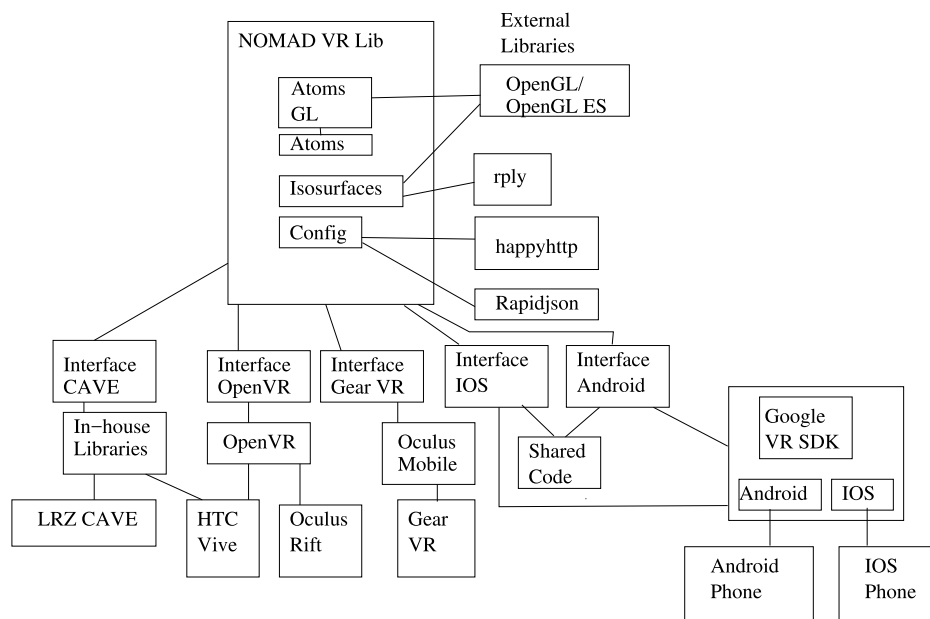 NOMAD VR Lib
External
Libraries
Atoms
GL
OpenGL/
OpenGL ES
Atoms
Isosurfaces
rply
Config
happyhttp
Rapidjson
Interface
CAVE
Interface
OpenVR
Interface
Gear VR
Interface
IOS
Interface
Android
In−house
Libraries
OpenVR
Oculus
Mobile
Shared
Code
Google
VR SDK
Android
IOS
LRZ CAVE
HTC
Vive
Oculus
Rift
Gear
VR
Android
Phone
IOS
Phone